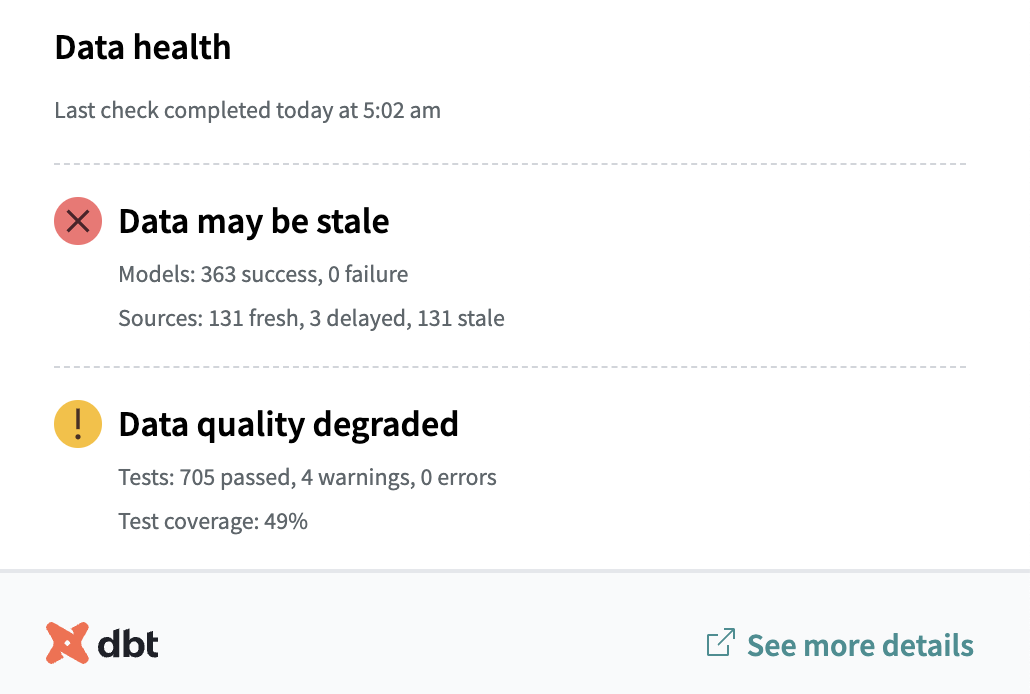 Data health
Last check completed today at 5:02 am
Data may be stale
Models: 363 success, 0 failure
Sources: 131 fresh, 3 delayed, 131 stale
Data quality degraded
Tests: 705 passed, 4 warnings, 0 errors
Test coverage: 49%
dbt
See more details